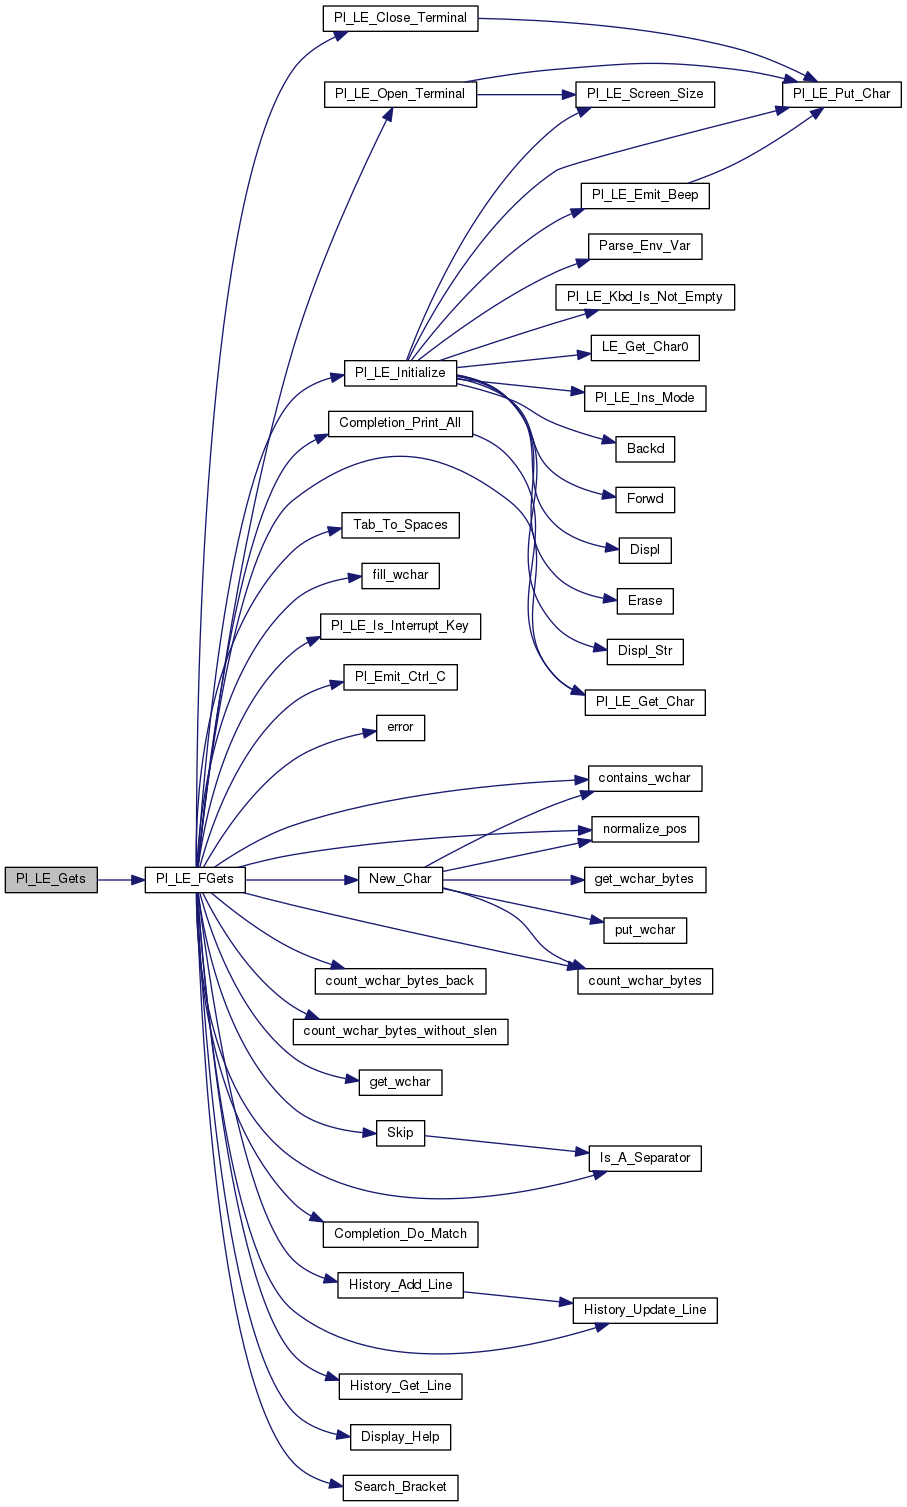 Pl_LE_Close_Terminal
Pl_LE_Open_Terminal
Pl_LE_Screen_Size
Pl_LE_Put_Char
Pl_LE_Emit_Beep
Parse_Env_Var
Pl_LE_Kbd_Is_Not_Empty
LE_Get_Char0
Pl_LE_Initialize
Pl_LE_Ins_Mode
Completion_Print_All
Backd
Forwd
Tab_To_Spaces
Displ
fill_wchar
Erase
Pl_LE_Is_Interrupt_Key
Displ_Str
Pl_Emit_Ctrl_C
Pl_LE_Get_Char
error
contains_wchar
normalize_pos
Pl_LE_Gets
Pl_LE_FGets
New_Char
get_wchar_bytes
put_wchar
count_wchar_bytes_back
count_wchar_bytes
count_wchar_bytes_without_slen
get_wchar
Skip
Is_A_Separator
Completion_Do_Match
History_Add_Line
History_Update_Line
History_Get_Line
Display_Help
Search_Bracket